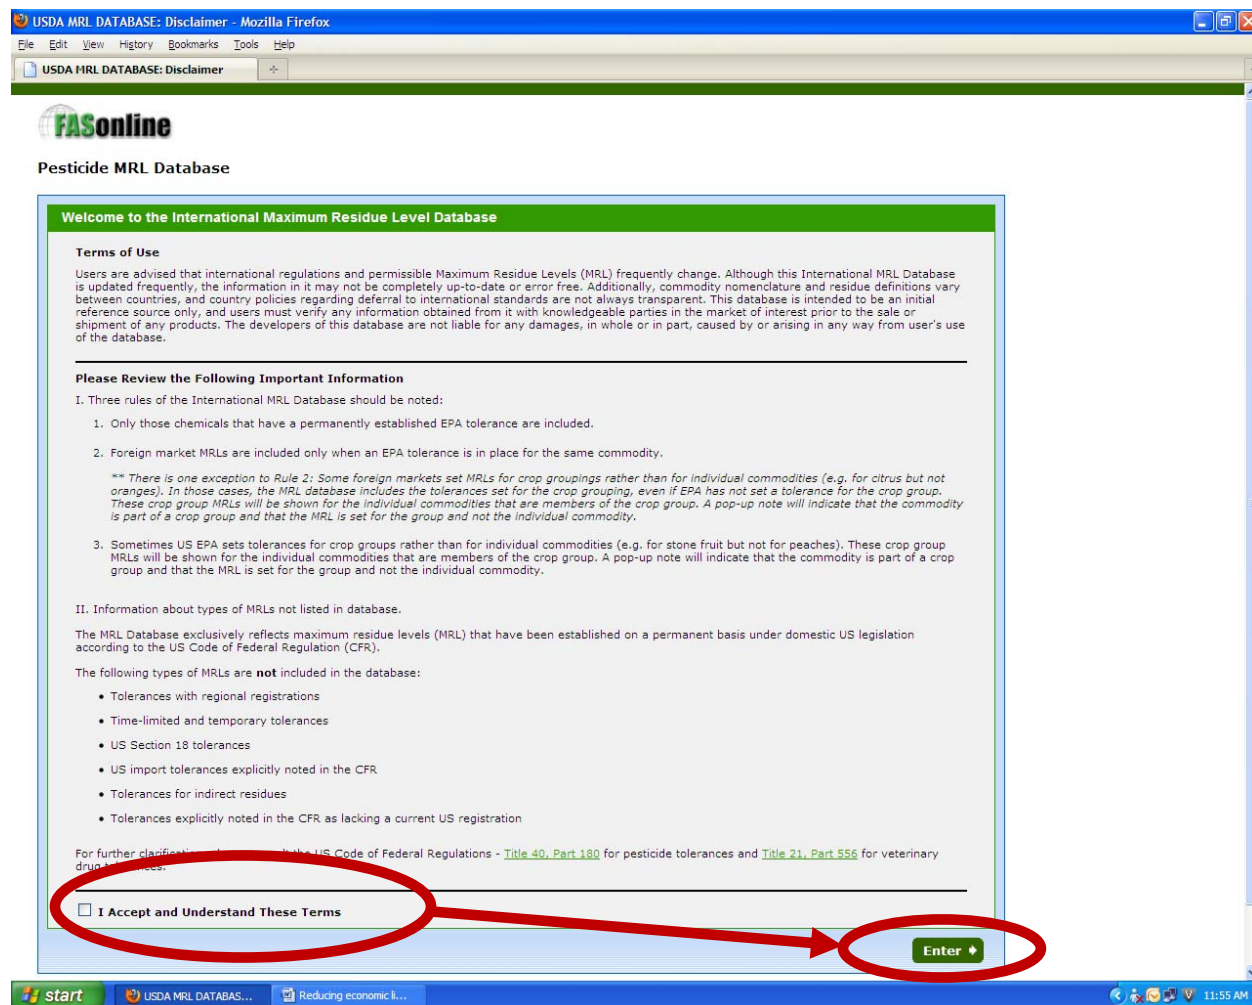 USDA MRL DATABASE: Disclaimer - Mozilla Firefox
File Edit View History Bookmarks Tools Help
USDA MRL DATABASE: Disclaimer
FASonline
Pesticide MRL Database
Welcome to the International Maximum Residue Level Database
Terms of Use
Users are advised that international regulations and permissible Maximum Residue Levels (MRL) frequently change. Although this International MRL Database
is updated frequently, the information in it may not be completely up-to-date or error free. Additionally, commodity nomenclature and residue definitions vary
between countries, and country policies regarding deferral to international standards are not always transparent. This database is intended to be an initial
reference source only, and users must verify any information obtained from it with knowledgeable parties in the market of interest prior to the sale or
shipment of any products. The developers of this database are not liable for any damages, in whole or in part, caused by or arising in any way from user's use
of the database.
Please Review the Following Important Information
I. Three rules of the International MRL Database should be noted:
1. Only those chemicals that have a permanently established EPA tolerance are included.
2. Foreign market MRLs are included only when an EPA tolerance is in place for the same commodity.
** There is one exception to Rule 2: Some foreign markets set MRLs for crop groupings rather than for individual commodities (e.g. for citrus but not
oranges). In those cases, the MRL database includes the tolerances set for the crop grouping, even if EPA has not set a tolerance for the crop group.
These crop group MRLs will be shown for the individual commodities that are members of the crop group. A pop-up note will indicate that the commodity
is part of a crop group and that the MRL is set for the group and not the individual commodity.
3. Sometimes US EPA sets tolerances for crop groups rather than for individual commodities (e.g. for stone fruit but not for peaches). These crop group
MRLs will be shown for the individual commodities that are members of the crop group. A pop-up note will indicate that the commodity is part of a crop
group and that the MRL is set for the group and not the individual commodity.
II. Information about types of MRLs not listed in database.
The MRL Database exclusively reflects maximum residue levels (MRL) that have been established on a permanent basis under domestic US legislation
according to the US Code of Federal Regulation (CFR).
The following types of MRLs are not included in the database:
• Tolerances with regional registrations
• Time-limited and temporary tolerances
• US Section 18 tolerances
• US import tolerances explicitly noted in the CFR
• Tolerances for indirect residues
• Tolerances explicitly noted in the CFR as lacking a current US registration
For further the US Code of Federal Regulations - Title 40, Part 180 for pesticide tolerances and Title 21, Part 556 for veterinary
drug
I Accept and Understand These Terms
Enter
start USDA MRL DATABAS... Reducing economic li... 11:55 AM